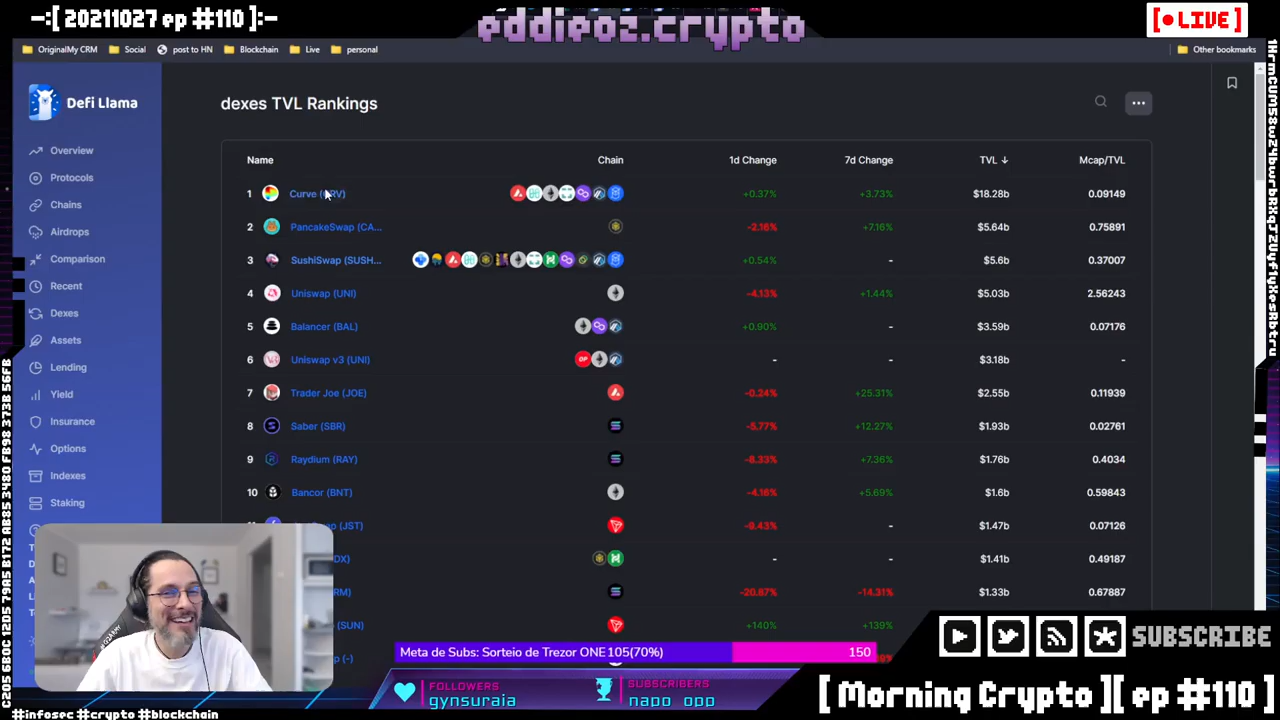 -:[ 20211027 ep #110 ]:-
eddieoz.crypto
[●LIVE]
OriginalMy CRM Social post to HN Blockchain Live personal Other bookmarks
Defi Llama
Overview
Protocols
Chains
Airdrops
Comparison
Recent
Dexes
Assets
Lending
Yield
Insurance
Options
Indexes
Staking
dexes TVL Rankings
Name Chain 1d Change 7d Change TVL ↓ Mcap/TVL
1 Curve (CRV) +0.37% +3.73% $18.28b 0.09149
2 PancakeSwap (CA... -2.16% +7.16% $5.64b 0.75891
3 SushiSwap (SUSH... +0.54% - $5.6b 0.37007
4 Uniswap (UNI) -4.13% +1.44% $5.03b 2.56243
5 Balancer (BAL) +0.90% - $3.59b 0.07176
6 Uniswap v3 (UNI) OP - - $3.18b -
7 Trader Joe (JOE) -0.24% +25.31% $2.55b 0.11939
8 Saber (SBR) -5.77% +12.27% $1.93b 0.02761
9 Raydium (RAY) -8.33% +7.36% $1.76b 0.4034
10 Bancor (BNT) -4.16% +5.69% $1.6b 0.59843
(JST) -9.43% - $1.47b 0.07126
DX) - - $1.41b 0.49187
RM) -20.87% -14.31% $1.33b 0.67887
(SUN) +140% +139%
(-)
Meta de Subs: Sorteio de Trezor ONE 105(70%) 150
FOLLOWERS
gynsuraia
SUBSCRIBERS
napo_opp
SUBSCRIBE
[ Morning Crypto ][ ep #110 ]
#infosec #crypto #blockchain